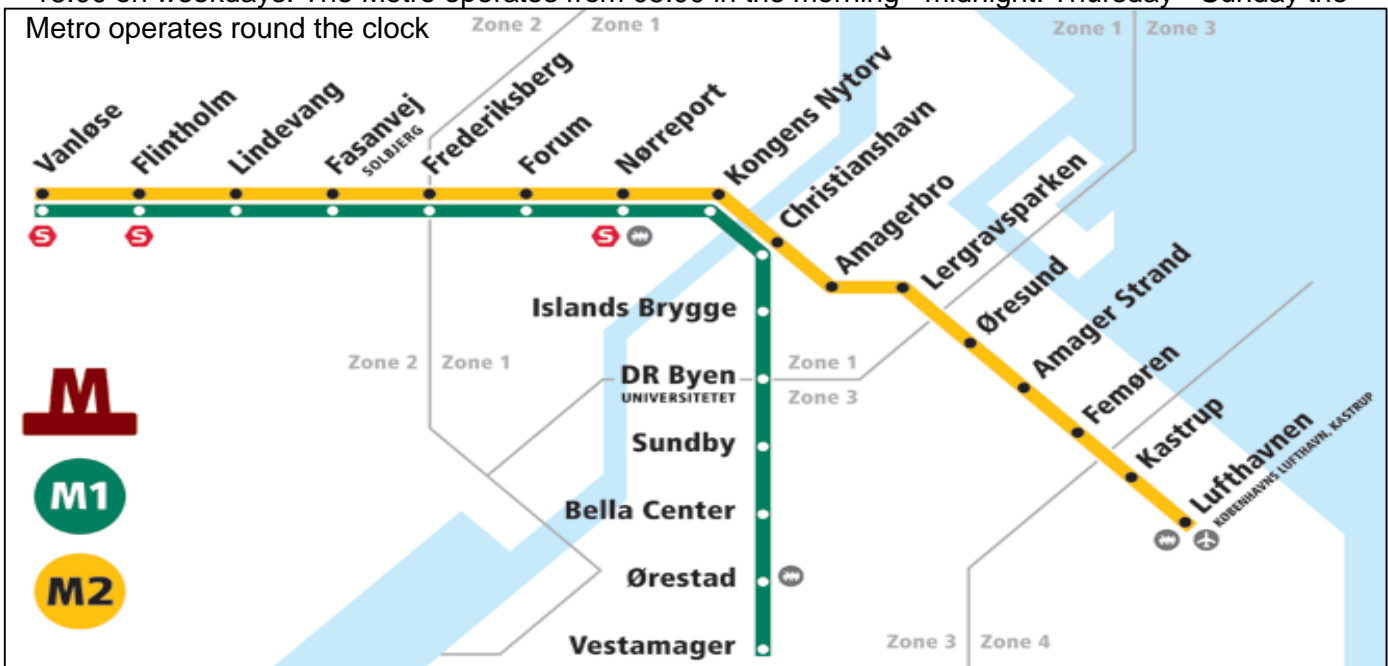 Metro operates round the clock
Zone 2 Zone 1
Zone 1 Zone 3
Vanløse
Flintholm
Lindevang
Fasanvej
SOLBJERG
Frederiksberg
Forum
Nørreport
Kongens Nytorv
Christianshavn
Amagerbro
Lergravsparken
Øresund
Amager Strand
Femøren
Kastrup
Lufthavnen
KØBENHAVNS LUFTHAVN, KASTRUP
S
S
S
Islands Brygge
Zone 2 Zone 1
DR Byen
UNIVERSITETET
Zone 1
Zone 3
M
Sundby
M1
Bella Center
M2
Ørestad
Vestamager
Zone 3 Zone 4